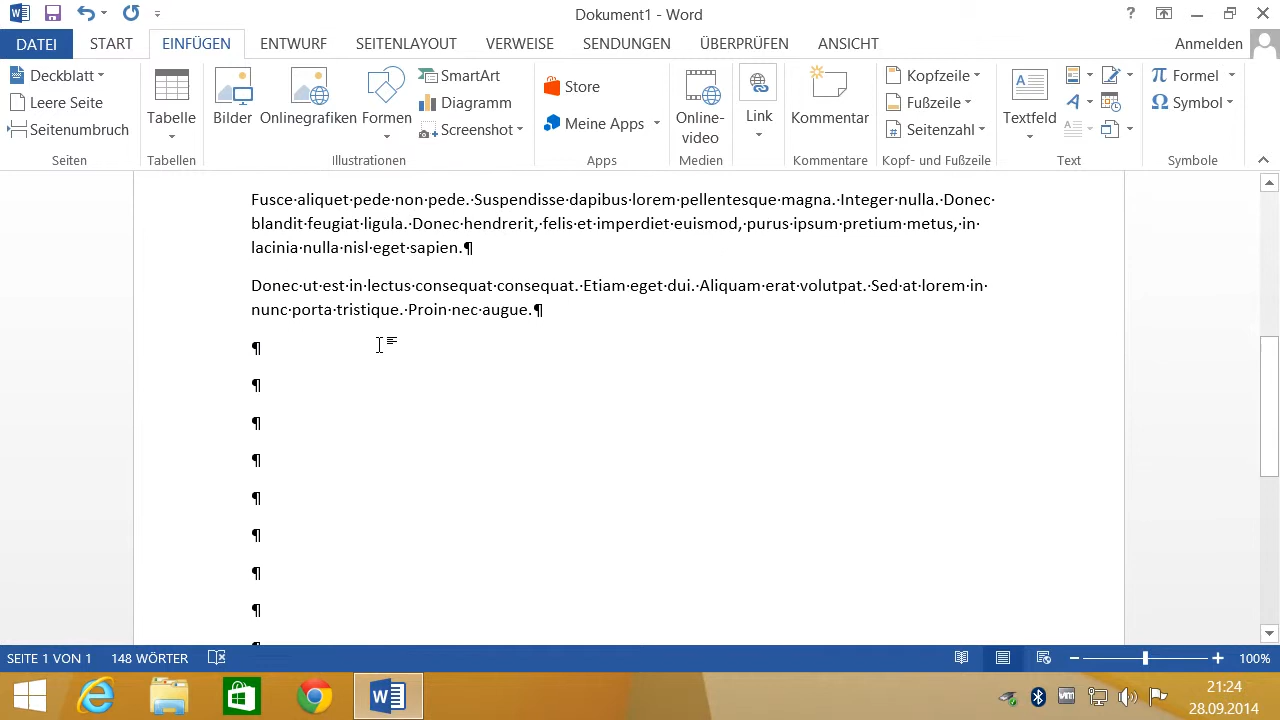 Dokument1 - Word
?
DATEI START EINFÜGEN ENTWURF SEITENLAYOUT VERWEISE SENDUNGEN ÜBERPRÜFEN ANSICHT Anmelden
Deckblatt
Leere Seite
Seitenumbruch
Seiten
Tabelle
Tabellen
Bilder
Onlinegrafiken
Formen
SmartArt
Diagramm
Screenshot
Illustrationen
Store
Meine Apps
Apps
Online-
video
Medien
Link
Kommentar
Kommentare
Kopfzeile
Fußzeile
Seitenzahl
Kopf- und Fußzeile
Textfeld
Text
π Formel
Ω Symbol
Symbole
Fusce·aliquet·pede·non·pede.·Suspendisse·dapibus·lorem·pellentesque·magna.·Integer·nulla.·Donec·
blandit·feugiat·ligula.·Donec·hendrerit,·felis·et·imperdiet·euismod,·purus·ipsum·pretium·metus,·in·
lacinia·nulla·nisl·eget·sapien.¶
Donec·ut·est·in·lectus·consequat·consequat.·Etiam·eget·dui.·Aliquam·erat·volutpat.·Sed·at·lorem·in·
nunc·porta·tristique.·Proin·nec·augue.¶
¶
¶
¶
¶
¶
¶
¶
¶
SEITE 1 VON 1 148 WÖRTER 100%
21:24
28.09.2014